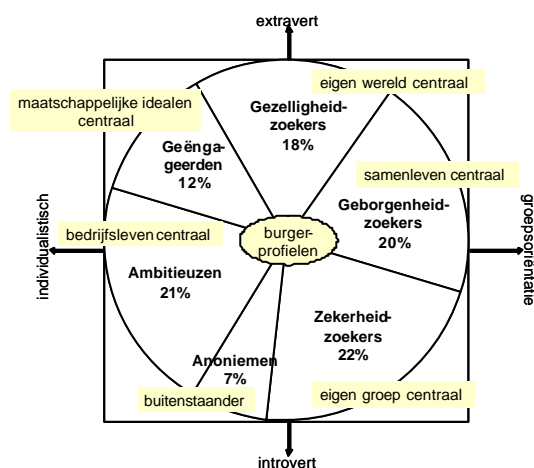 extravert
eigen wereld centraal
maatschappelijke idealen
centraal
Gezelligheid-
zoekers
18%
Geënga-
geerden
12%
samenleven centraal
Geborgenheid-
zoekers
20%
individualistisch
groepsoriëntatie
bedrijfsleven centraal
burger-
profielen
Ambitieuzen
21%
Zekerheid-
zoekers
22%
Anoniemen
7%
buitenstaander
eigen groep centraal
introvert